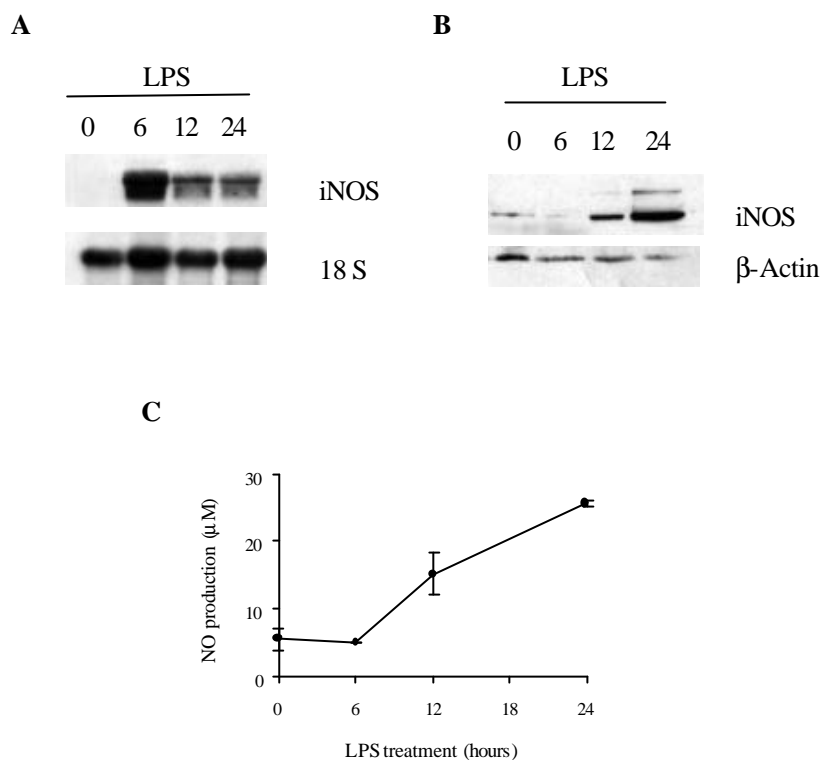 A
LPS
0 6 12 24
iNOS
18 S
B
LPS
0 6 12 24
iNOS
β-Actin
C
NO production (µM)
30
20
10
0
0 6 12 18 24
LPS treatment (hours)